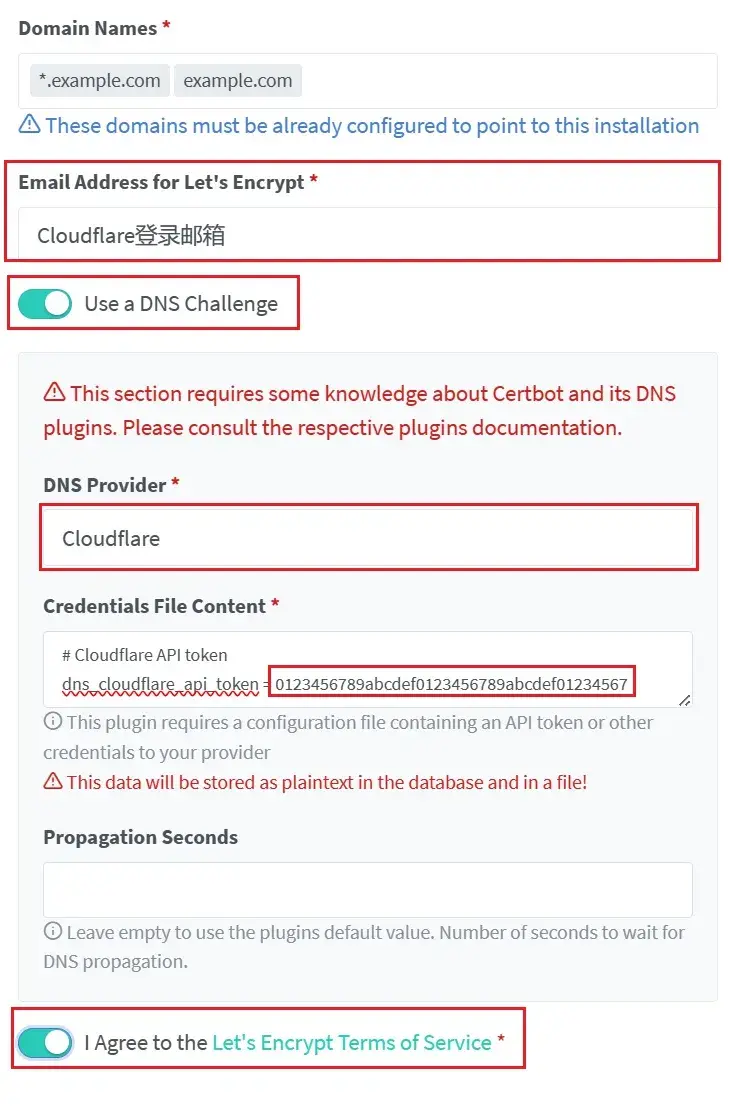 Domain Names *
*.example.com example.com
These domains must be already configured to point to this installation
Email Address for Let's Encrypt *
Cloudflare登录邮箱
Use a DNS Challenge
This section requires some knowledge about Certbot and its DNS
plugins. Please consult the respective plugins documentation.
DNS Provider *
Cloudflare
Credentials File Content *
# Cloudflare API token
dns_cloudflare_api_token = 0123456789abcdef0123456789abcdef01234567
This plugin requires a configuration file containing an API token or other
credentials to your provider
This data will be stored as plaintext in the database and in a file!
Propagation Seconds
Leave empty to use the plugins default value. Number of seconds to wait for
DNS propagation.
I Agree to the Let's Encrypt Terms of Service *